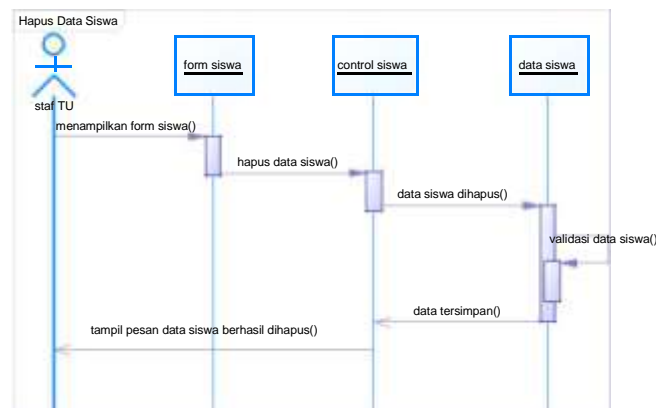 Hapus Data Siswa
form siswa
control siswa
data siswa
staf TU
menampilkan form siswa()
hapus data siswa()
data siswa dihapus()
validasi data siswa()
data tersimpan()
tampil pesan data siswa berhasil dihapus()